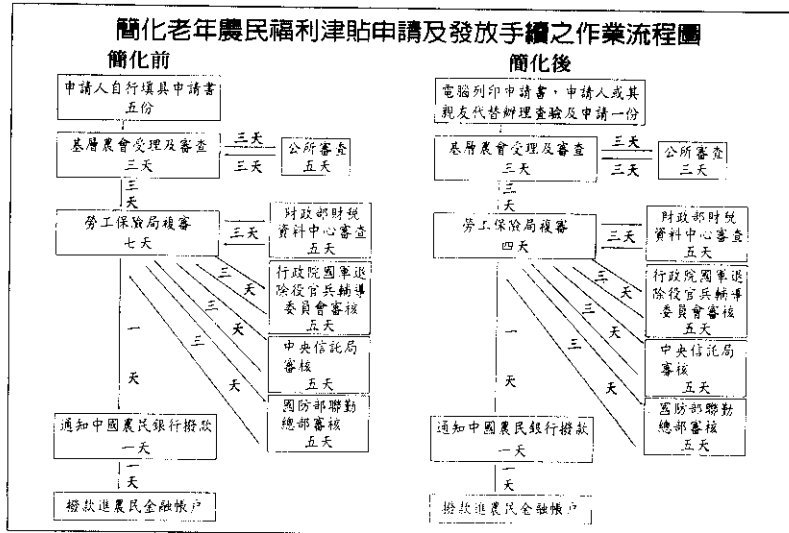 簡化老年農民福利津貼申請及發放手續之作業流程圖
簡化前
申請人自行填具申請書
五份
基層農會受理及審查
三天
三天
三天
公所審查
五天
三
天
勞工保險局複審
七天
三天
財政部財稅
資料中心審查
五天
三
天
行政院國軍退
除役官兵輔導
委員會審核
五天
三
天
中央信託局
審核
五天
三
天
國防部聯勤
總部審核
五天
一
天
通知中國農民銀行撥款
一天
一
天
撥款進農民金融帳戶
簡化後
電腦列印申請書，申請人或其
親友代替辦理查驗及申請一份
基層農會受理及審查
三天
三天
三天
公所審查
三天
三
天
勞工保險局複審
四天
三天
財政部財稅
資料中心審查
五天
三
天
行政院國軍退
除役官兵輔導
委員會審核
五天
三
天
中央信託局
審核
五天
三
天
國防部聯勤
總部審核
五天
一
天
通知中國農民銀行撥款
一天
一
天
撥款進農民金融帳戶